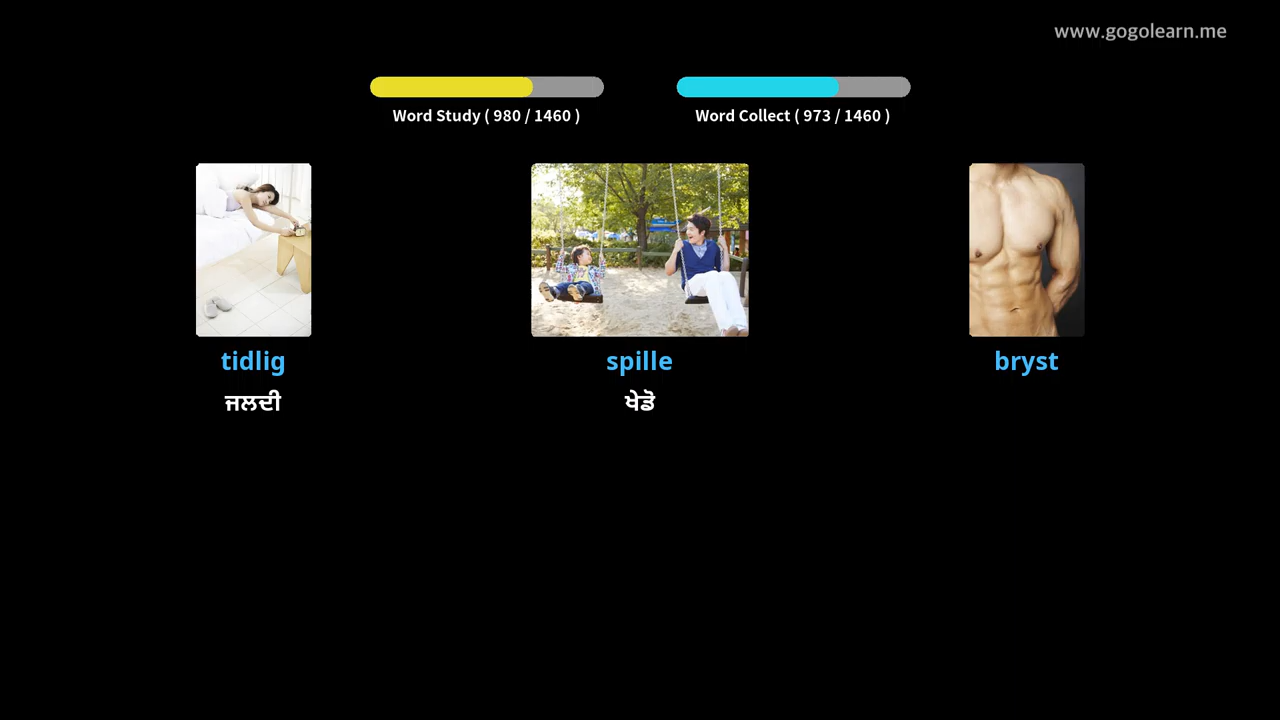 www.gogolearn.me
Word Study ( 980 / 1460 )
Word Collect ( 973 / 1460 )
tidlig
spille
bryst
ਜਲਦੀ
ਖੇਡੋ